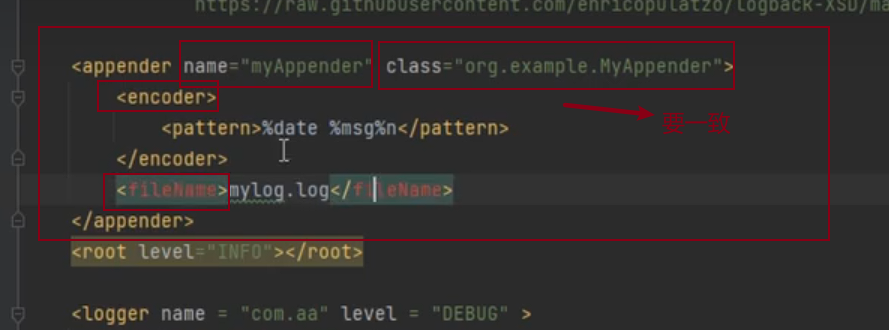 https://raw.githubusercontent.com/enricopulatzo/logback-XSD/ma
<appender name="myAppender" class="org.example.MyAppender">
<encoder>
<pattern>%date %msg%n</pattern>
要一致
</encoder>
<fileName>mylog.log</fileName>
</appender>
<root level="INFO"></root>
<logger name = "com.aa" level = "DEBUG" >